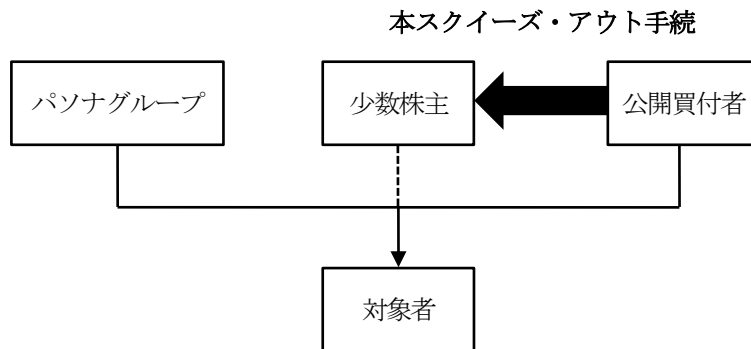 本スクイーズ・アウト手続
パソナグループ
少数株主
公開買付者
対象者